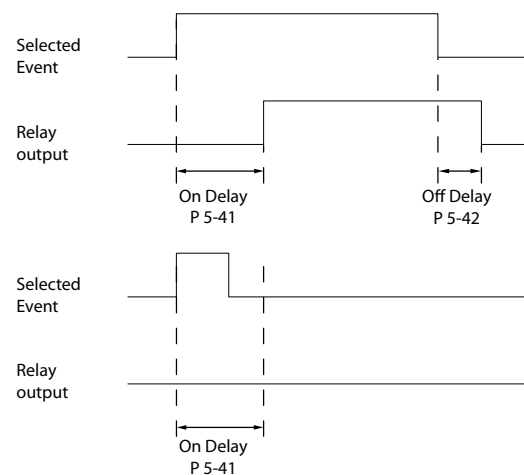 Selected
Event
Relay
output
On Delay
P 5-41
Off Delay
P 5-42
Selected
Event
Relay
output
On Delay
P 5-41